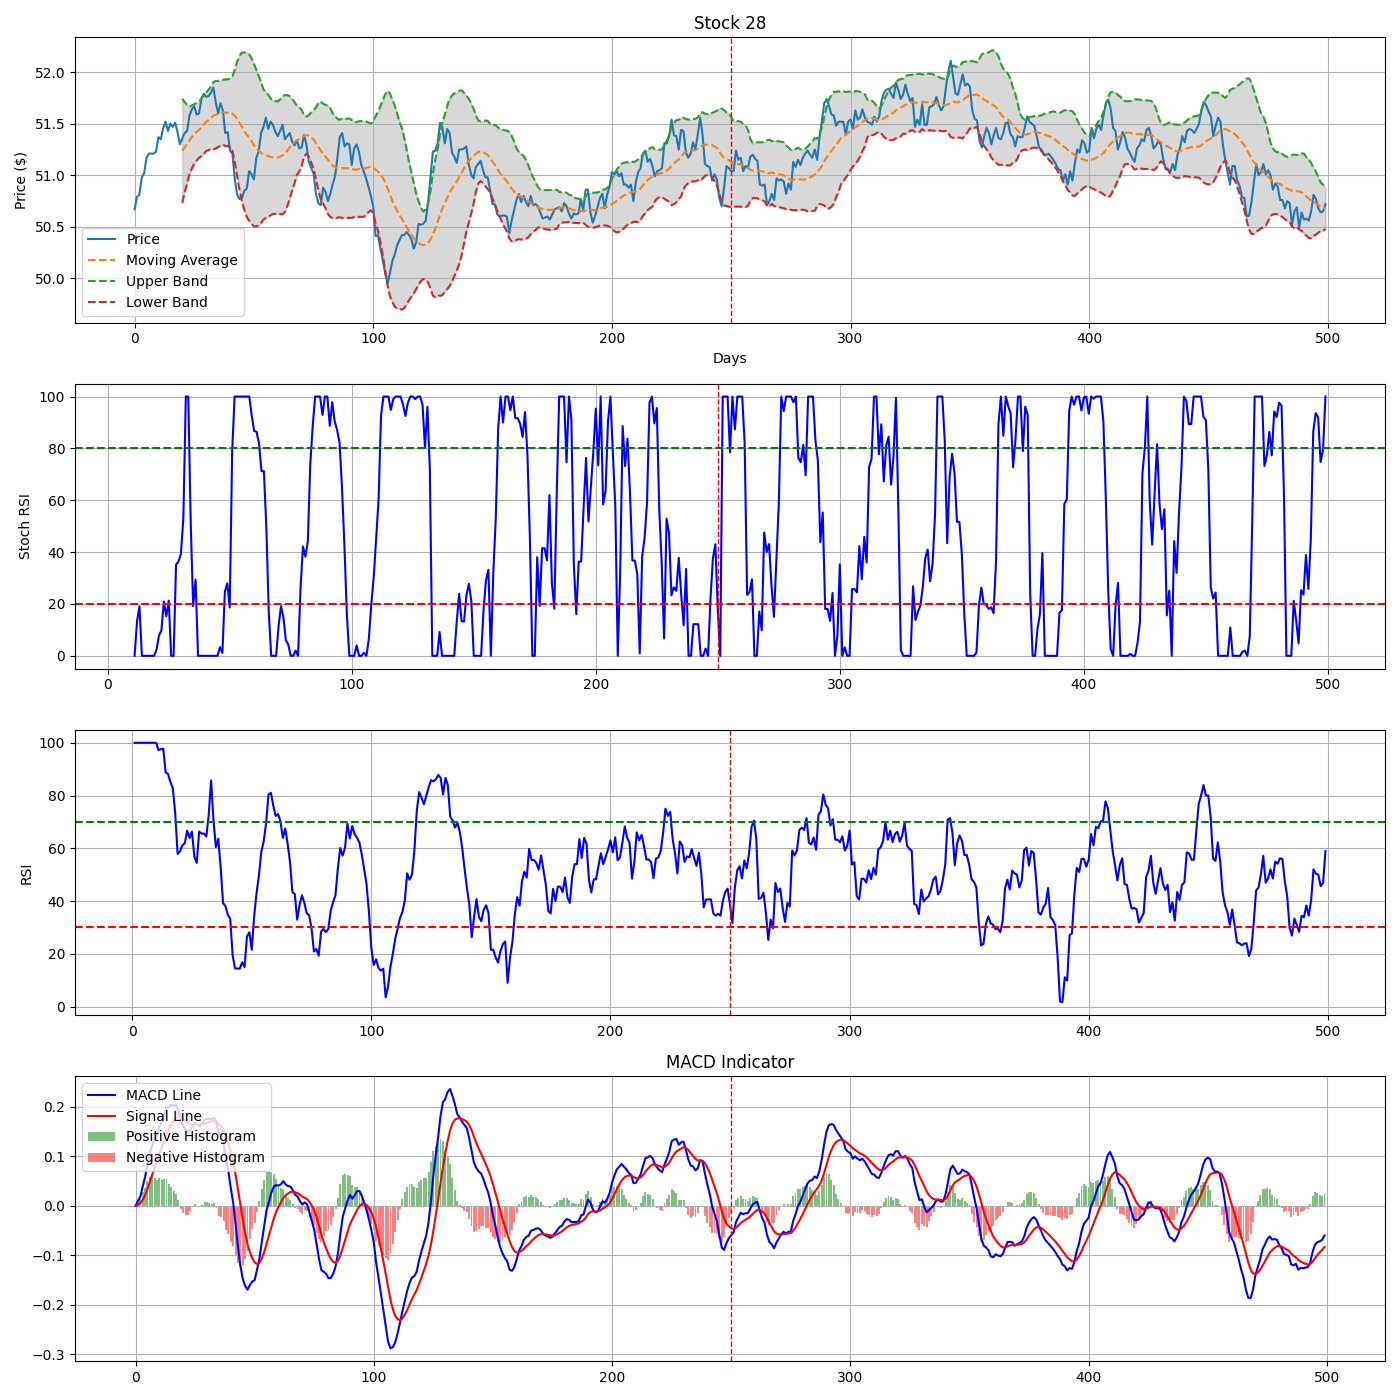 Stock 28
52.0
51.5
51.0
50.5
50.0
Price ($)
Price
Moving Average
Upper Band
Lower Band
0 100 200 300 400 500
Days
100
80
60
40
20
0
Stoch RSI
0 100 200 300 400 500
100
80
60
40
20
0
RSI
0 100 200 300 400 500
MACD Indicator
MACD Line
Signal Line
Positive Histogram
Negative Histogram
0.2
0.1
0.0
−0.1
−0.2
−0.3
0 100 200 300 400 500